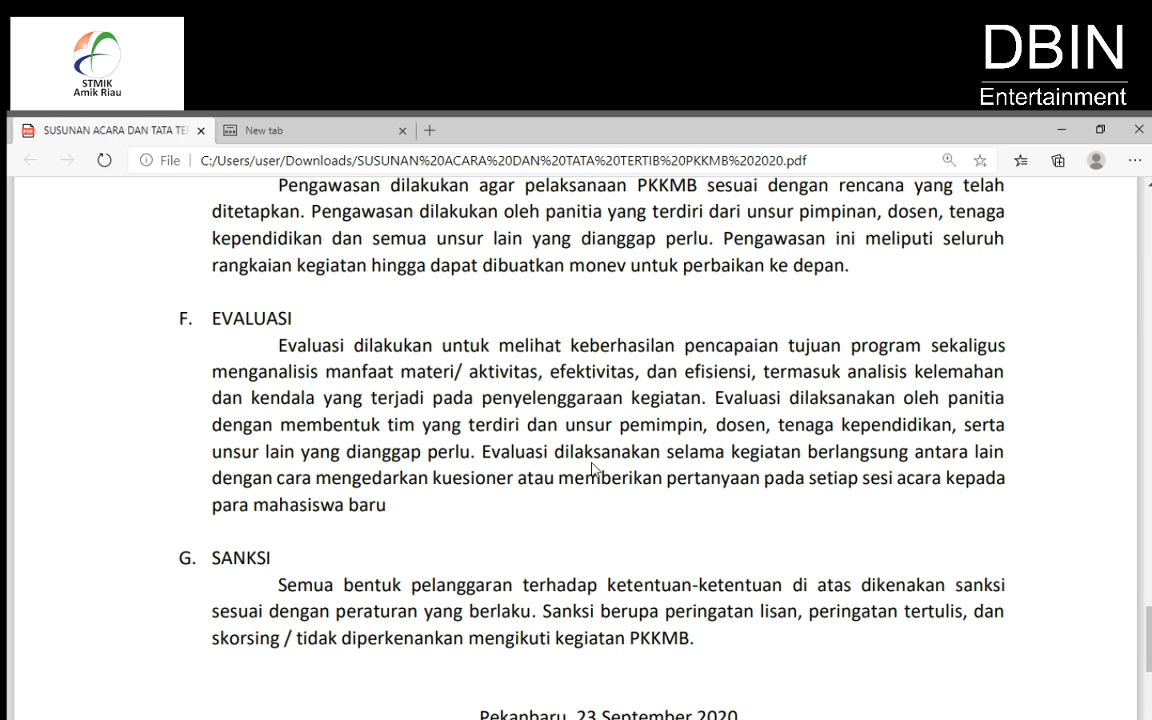 STMIK
Amik Riau
DBIN
Entertainment
SUSUNAN ACARA DAN TATA TE
New tab
File
C:/Users/user/Downloads/SUSUNAN%20ACARA%20DAN%20TATA%20TERTIB%20PKKMB%202020.pdf
Pengawasan dilakukan agar pelaksanaan PKKMB sesuai dengan rencana yang telah
ditetapkan. Pengawasan dilakukan oleh panitia yang terdiri dari unsur pimpinan, dosen, tenaga
kependidikan dan semua unsur lain yang dianggap perlu. Pengawasan ini meliputi seluruh
rangkaian kegiatan hingga dapat dibuatkan monev untuk perbaikan ke depan.
F. EVALUASI
Evaluasi dilakukan untuk melihat keberhasilan pencapaian tujuan program sekaligus
menganalisis manfaat materi/ aktivitas, efektivitas, dan efisiensi, termasuk analisis kelemahan
dan kendala yang terjadi pada penyelenggaraan kegiatan. Evaluasi dilaksanakan oleh panitia
dengan membentuk tim yang terdiri dan unsur pemimpin, dosen, tenaga kependidikan, serta
unsur lain yang dianggap perlu. Evaluasi dilaksanakan selama kegiatan berlangsung antara lain
dengan cara mengedarkan kuesioner atau memberikan pertanyaan pada setiap sesi acara kepada
para mahasiswa baru
G. SANKSI
Semua bentuk pelanggaran terhadap ketentuan-ketentuan di atas dikenakan sanksi
sesuai dengan peraturan yang berlaku. Sanksi berupa peringatan lisan, peringatan tertulis, dan
skorsing / tidak diperkenankan mengikuti kegiatan PKKMB.
Pekanbaru, 23 September 2020